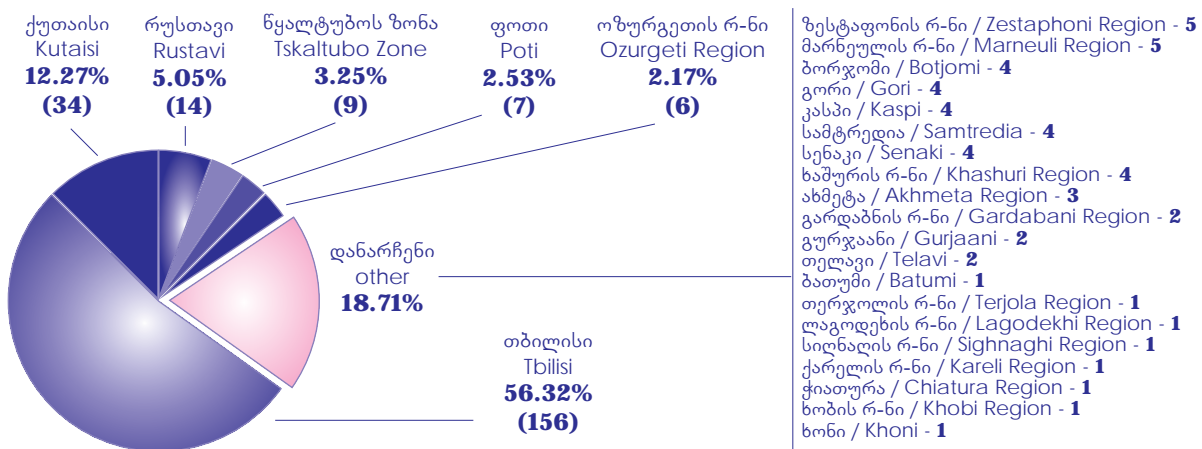 ქუთაისი
Kutaisi
12.27%
(34)
რუსთავი
Rustavi
5.05%
(14)
წყალტუბოს ზონა
Tskaltubo Zone
3.25%
(9)
ფოთი
Poti
2.53%
(7)
ოზურგეთის რ-ნი
Ozurgeti Region
2.17%
(6)
დანარჩენი
other
18.71%
თბილისი
Tbilisi
56.32%
(156)
ზესტაფონის რ-ნი / Zestaphoni Region - 5
მარნეულის რ-ნი / Marneuli Region - 5
ბორჯომი / Botjomi - 4
გორი / Gori - 4
კასპი / Kaspi - 4
სამტრედია / Samtredia - 4
სენაკი / Senaki - 4
ხაშურის რ-ნი / Khashuri Region - 4
ახმეტა / Akhmeta Region - 3
გარდაბნის რ-ნი / Gardabani Region - 2
გურჯაანი / Gurjaani - 2
თელავი / Telavi - 2
ბათუმი / Batumi - 1
თერჯოლის რ-ნი / Terjola Region - 1
ლაგოდეხის რ-ნი / Lagodekhi Region - 1
სიღნაღის რ-ნი / Sighnaghi Region - 1
ქარელის რ-ნი / Kareli Region - 1
ჭიათურა / Chiatura Region - 1
ხობის რ-ნი / Khobi Region - 1
ხონი / Khoni - 1